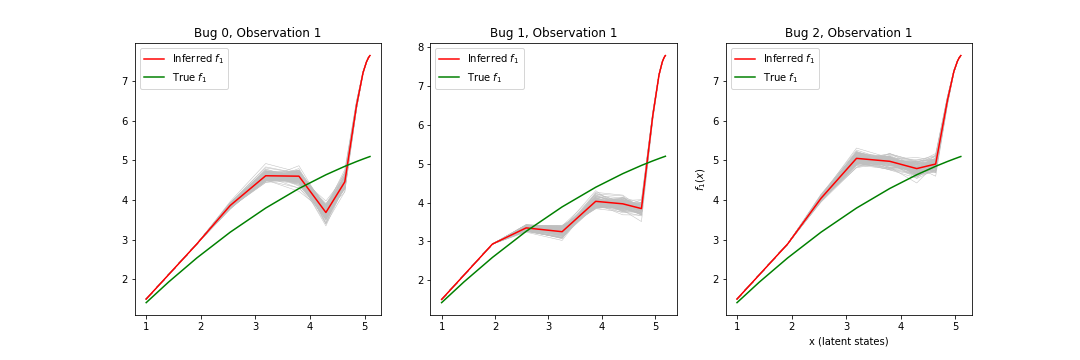 Bug 0, Observation 1
Inferred f₁
True f₁
7
6
5
4
3
2
1 2 3 4 5
Bug 1, Observation 1
Inferred f₁
True f₁
8
7
6
5
4
3
2
1 2 3 4 5
Bug 2, Observation 1
Inferred f₁
True f₁
f₁(x)
7
6
5
4
3
2
1 2 3 4 5
x (latent states)